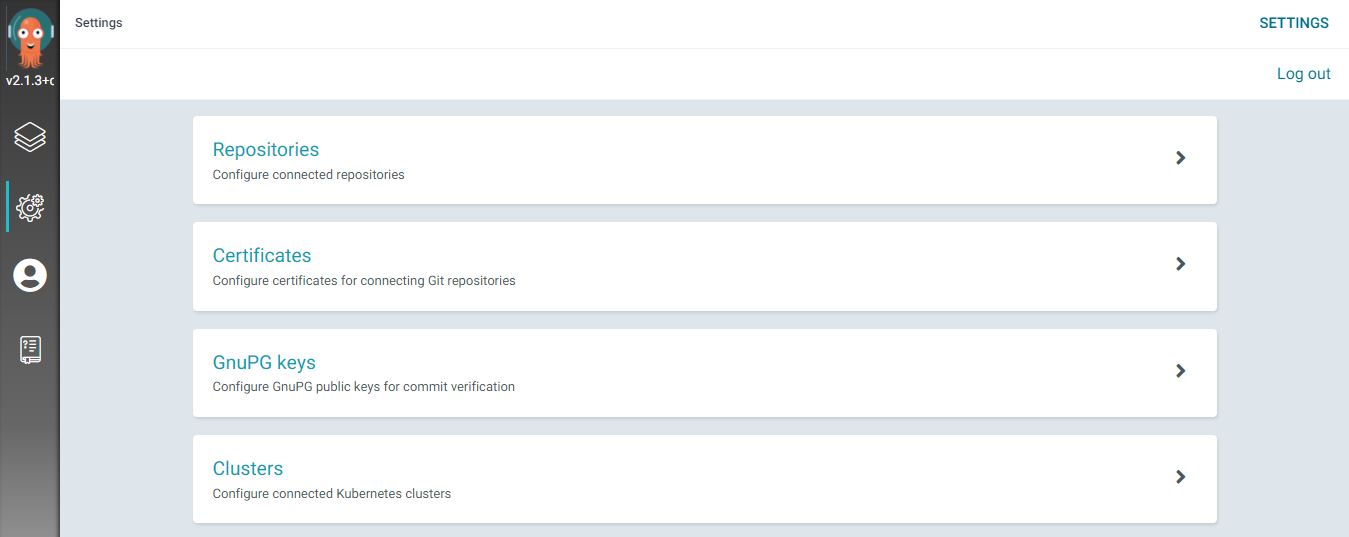 Settings
SETTINGS
v2.1.3+
Log out
Repositories
Configure connected repositories
Certificates
Configure certificates for connecting Git repositories
GnuPG keys
Configure GnuPG public keys for commit verification
Clusters
Configure connected Kubernetes clusters